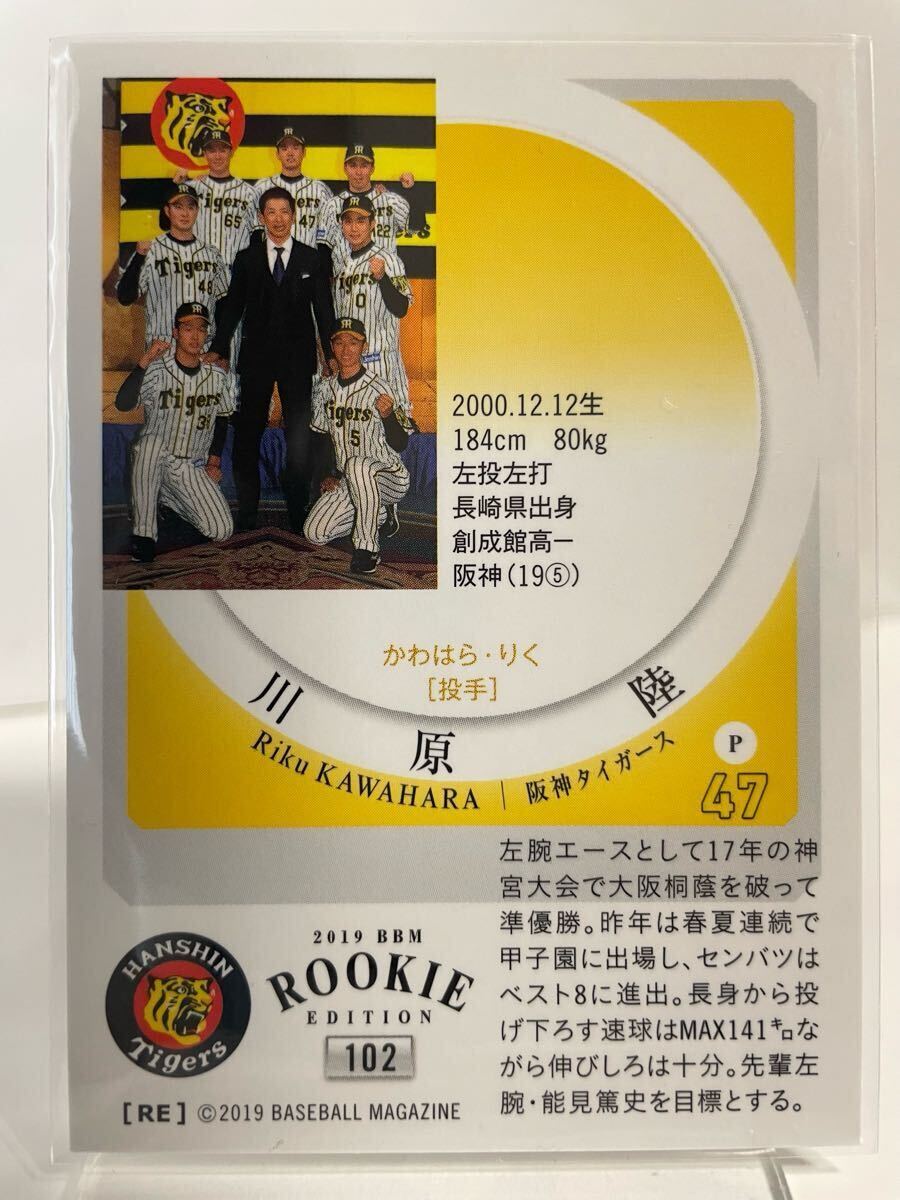 Tigers
65
Tigers
47
Tigers
22
Tigers
48
Tigers
0
Tigers
Tigers
5
2000.12.12生
184cm 80kg
左投左打
長崎県出身
創成館高ー
阪神(19⑤)
かわはら・りく
[投手]
川原陸
Riku KAWAHARA | 阪神タイガース
P
47
左腕エースとして17年の神
宮大会で大阪桐蔭を破って
準優勝。昨年は春夏連続で
甲子園に出場し、センバツは
ベスト8に進出。長身から投
げ下ろす速球はMAX141㌔な
がら伸びしろは十分。先輩左
腕・能見篤史を目標とする。
HANSHIN
Tigers
2019 BBM
ROOKIE
EDITION
102
[RE] ©2019 BASEBALL MAGAZINE